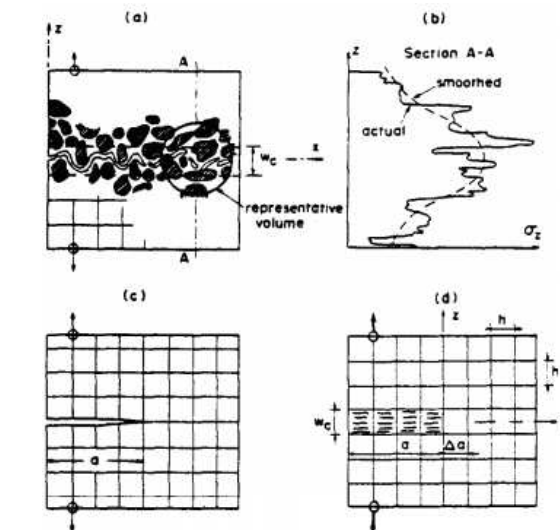 (a)
z
A
w_c
x
representative
volume
A
(b)
Section A-A
z
smoothed
actual
σ_z
(c)
a
(d)
z
h
h
w_c
a Δa